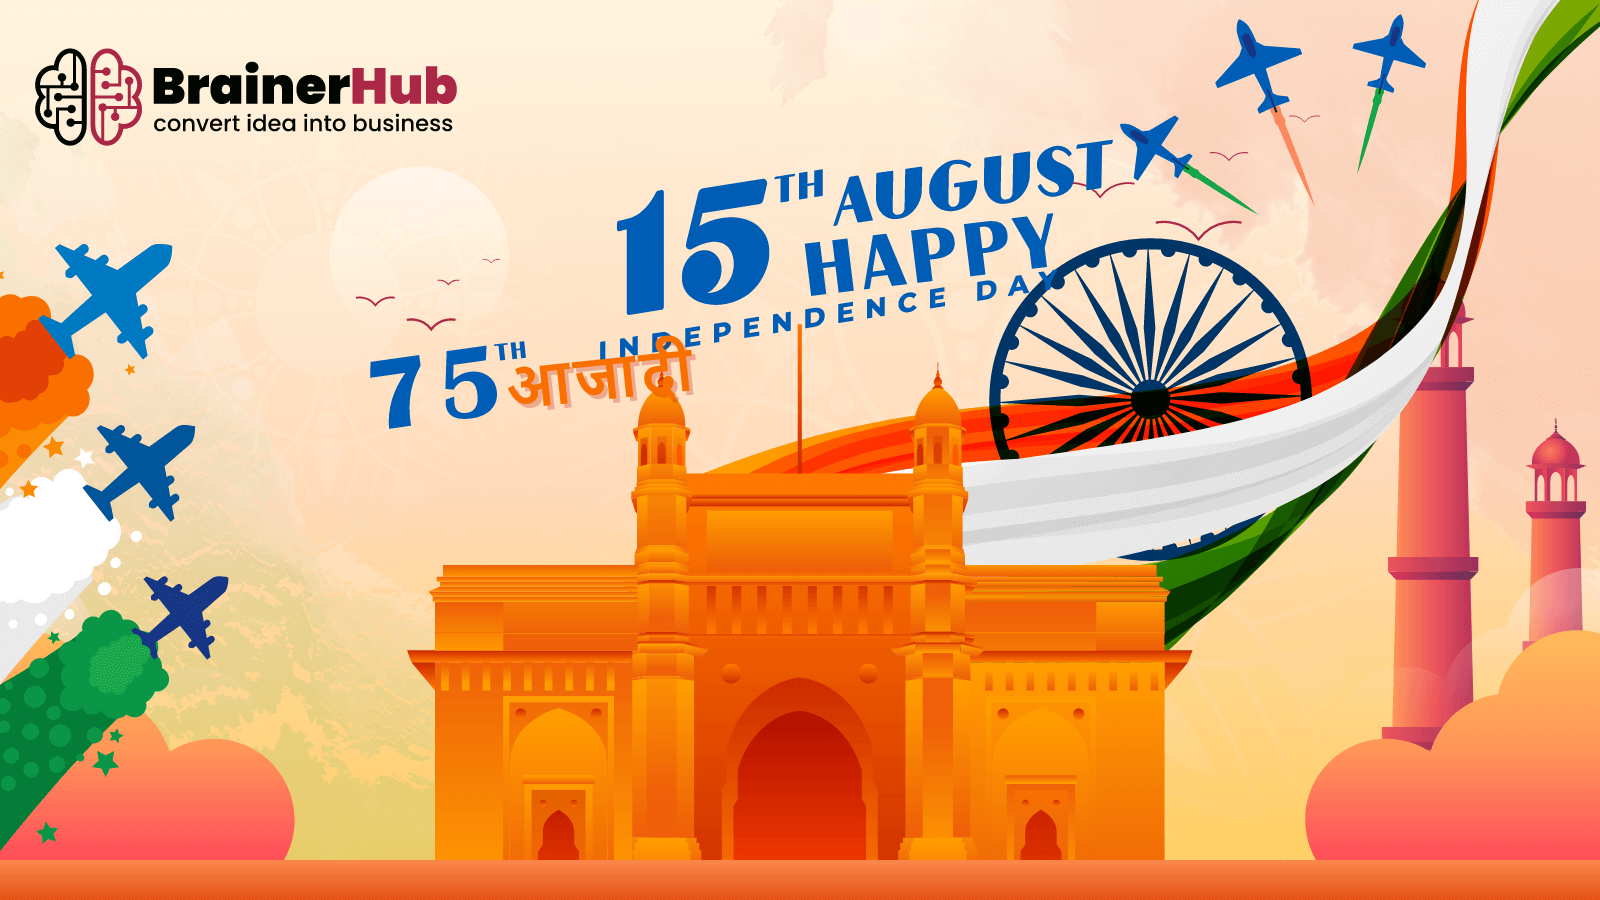 BrainerHub
convert idea into business
15TH AUGUST
HAPPY
INDEPENDENCE DAY
75TH आजादी